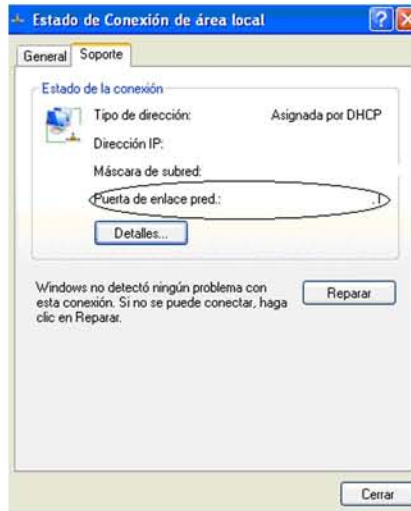 Estado de Conexión de área local
General Soporte
Estado de la conexión
Tipo de dirección: Asignada por DHCP
Dirección IP:
Máscara de subred:
Puerta de enlace pred.: .1
Detalles...
Windows no detectó ningún problema con
esta conexión. Si no se puede conectar, haga
clic en Reparar.
Reparar
Cerrar